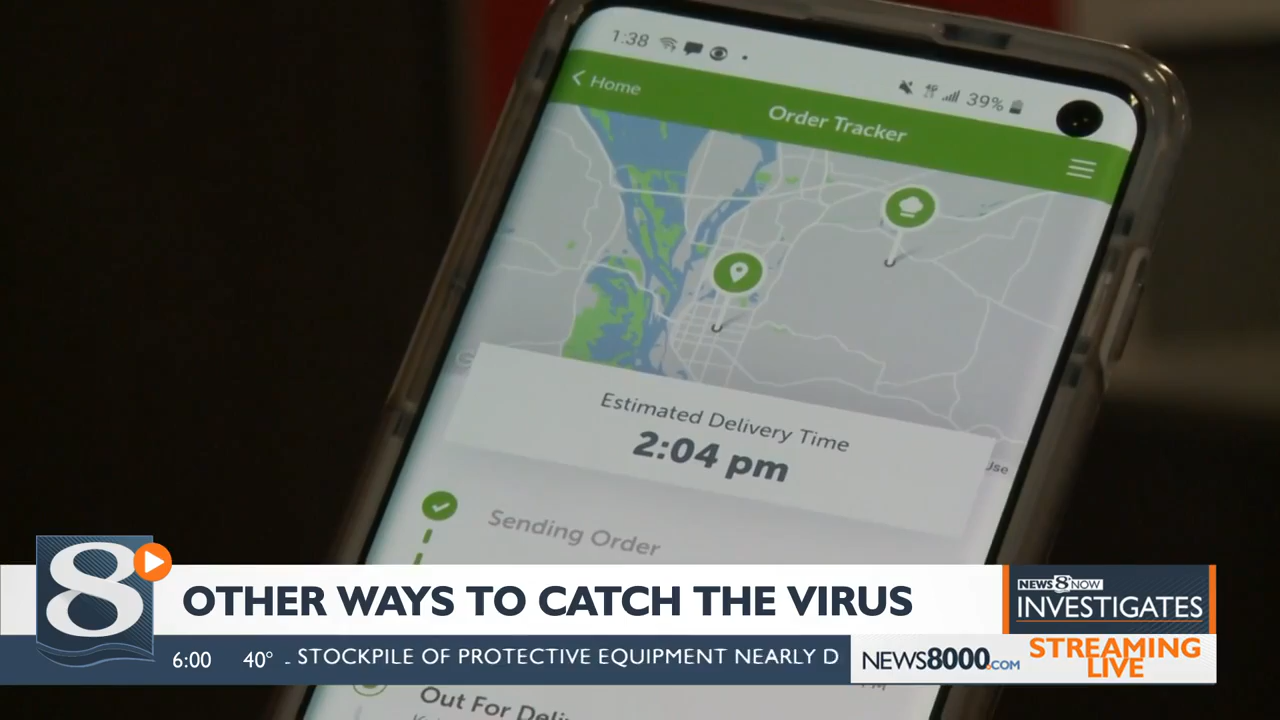 1:38
39%
Home
Order Tracker
Estimated Delivery Time
2:04 pm
Sending Order
8
OTHER WAYS TO CATCH THE VIRUS
NEWS 8 NOW
INVESTIGATES
6:00 40° STOCKPILE OF PROTECTIVE EQUIPMENT NEARLY D
NEWS8000.COM
STREAMING
LIVE
Out For Deli
PM